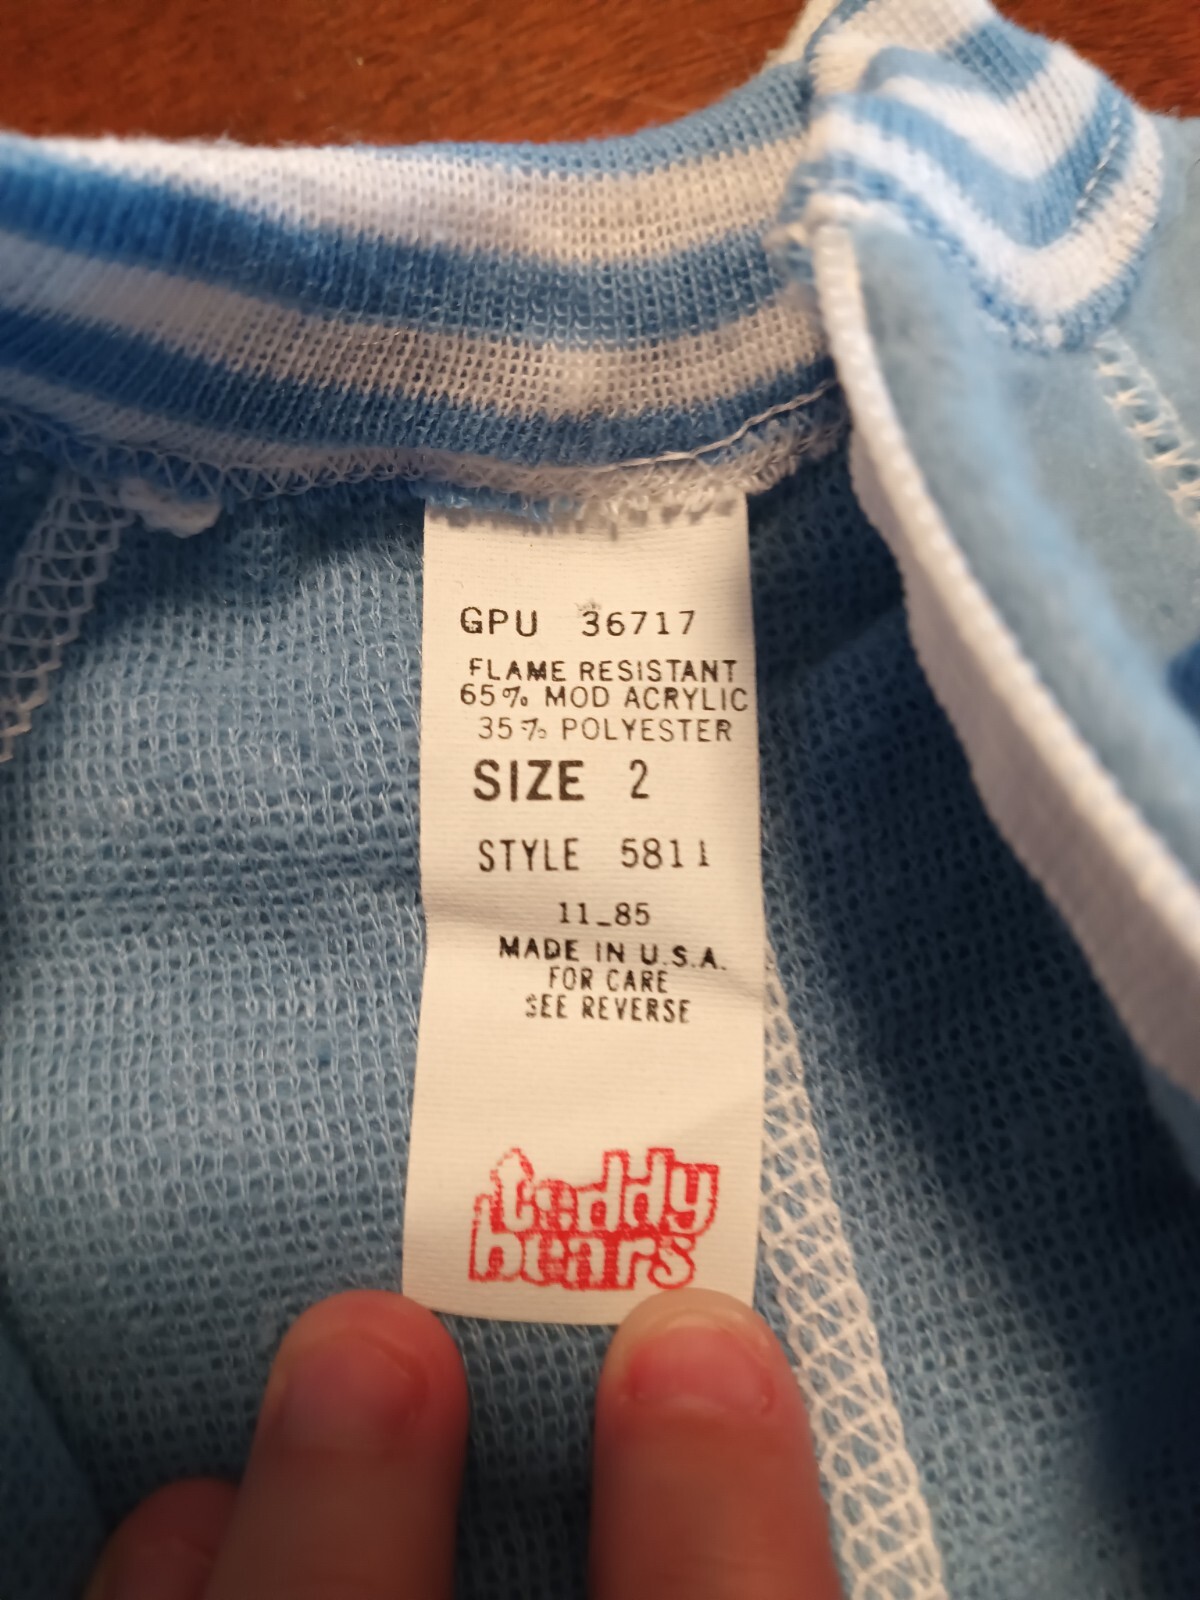 GPU 36717
FLAME RESISTANT
65% MOD ACRYLIC
35% POLYESTER
SIZE 2
STYLE 5811
11_85
MADE IN U.S.A.
FOR CARE
SEE REVERSE
teddy
bears